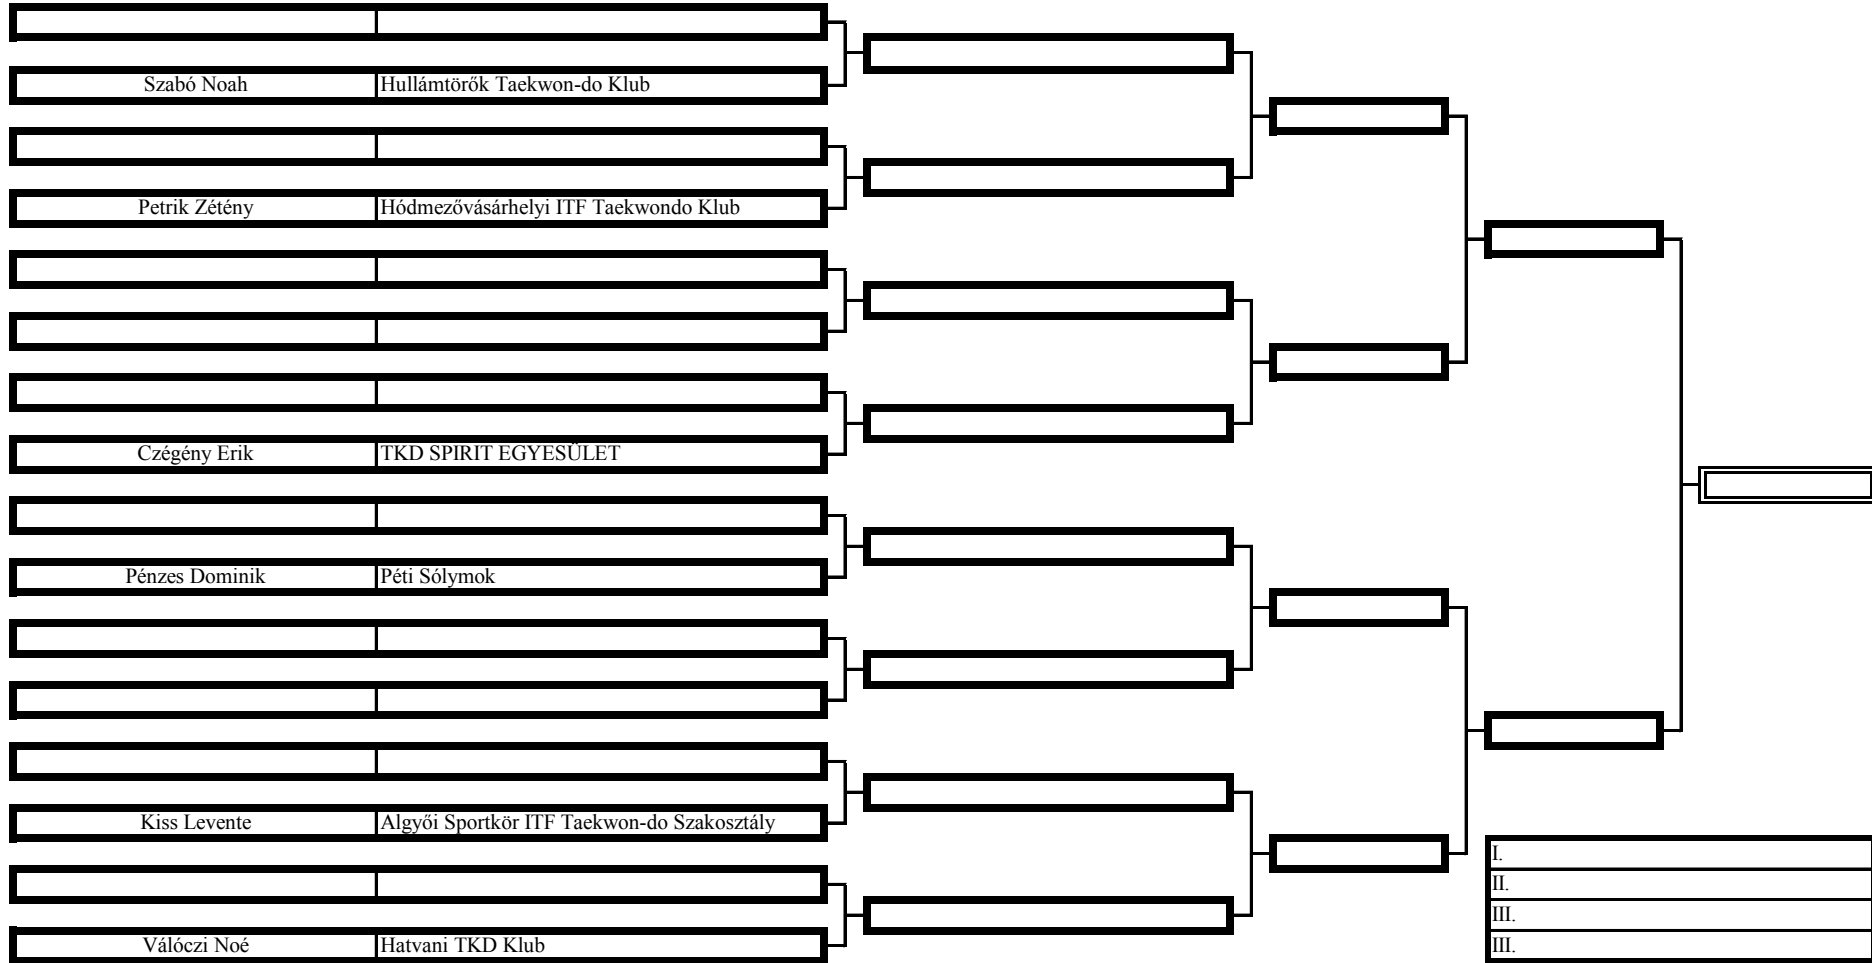 Szabó Noah Hullámtörők Taekwon-do Klub
Petrik Zétény Hódmezővásárhelyi ITF Taekwondo Klub
Czégény Erik TKD SPIRIT EGYESÜLET
Pénzes Dominik Péti Sólymok
Kiss Levente Algyői Sportkör ITF Taekwon-do Szakosztály
Válóczi Noé Hatvani TKD Klub
I.
II.
III.
III.